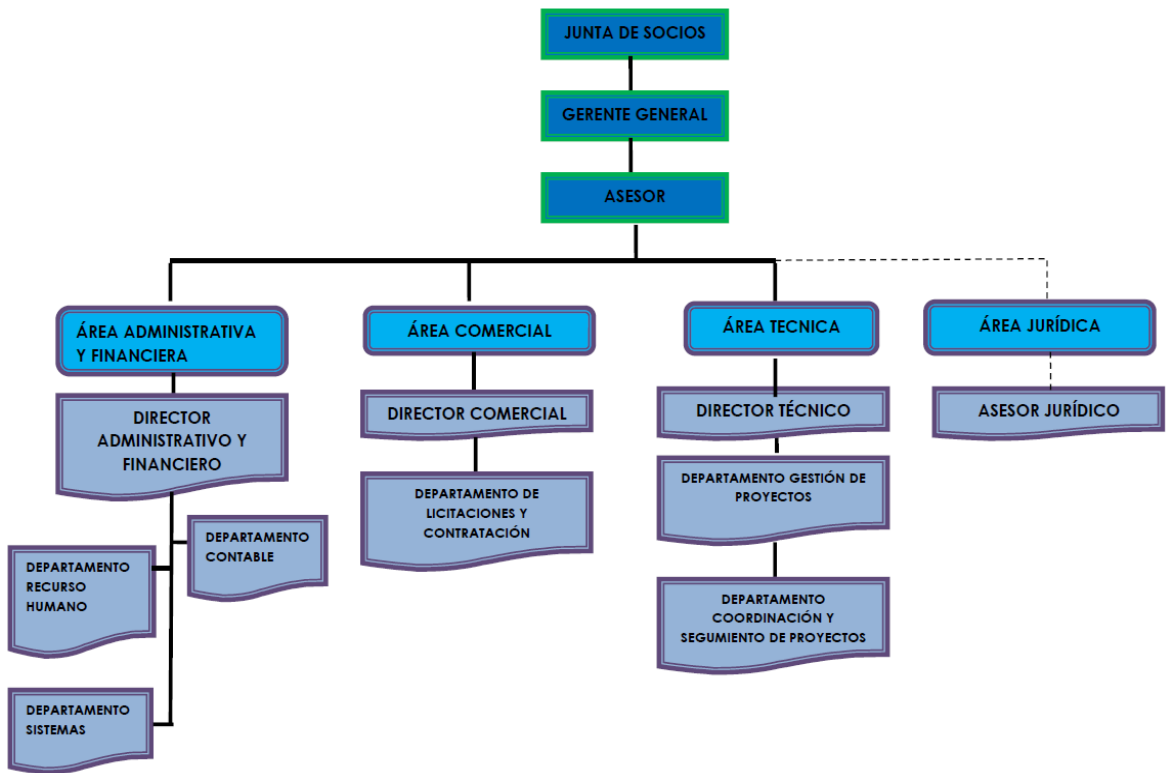 JUNTA DE SOCIOS
GERENTE GENERAL
ASESOR
ÁREA ADMINISTRATIVA
Y FINANCIERA
ÁREA COMERCIAL
ÁREA TECNICA
ÁREA JURÍDICA
DIRECTOR
ADMINISTRATIVO Y
FINANCIERO
DIRECTOR COMERCIAL
DIRECTOR TÉCNICO
ASESOR JURÍDICO
DEPARTAMENTO DE
LICITACIONES Y
CONTRATACIÓN
DEPARTAMENTO GESTIÓN DE
PROYECTOS
DEPARTAMENTO
CONTABLE
DEPARTAMENTO
RECURSO
HUMANO
DEPARTAMENTO
COORDINACIÓN Y
SEGUMIENTO DE PROYECTOS
DEPARTAMENTO
SISTEMAS